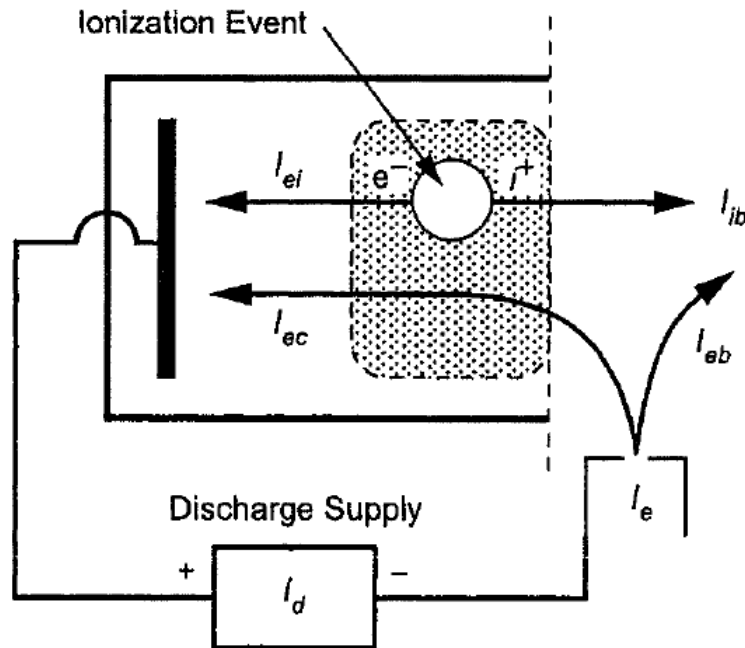 Ionization Event
I_ei
e⁻
i⁺
I_ib
I_ec
I_eb
I_e
Discharge Supply
+
I_d
−